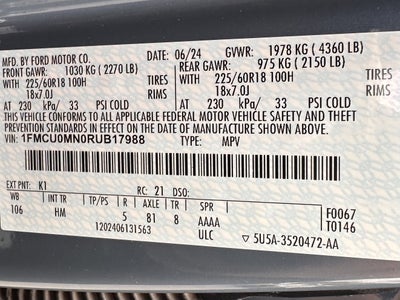 MFD. BY FORD MOTOR CO.
06/24 GVWR: 1978 KG ( 4360 LB)
FRONT GAWR: 1030 KG ( 2270 LB) REAR GAWR: 975 KG ( 2150 LB)
225/60R18 100H TIRES WITH 225/60R18 100H TIRES WITH
18x7.0J RIMS 18x7.0J RIMS
AT 230 kPa/ 33 PSI COLD AT 230 kPa/ 33 PSI COLD
THIS VEHICLE CONFORMS TO ALL APPLICABLE FEDERAL MOTOR VEHICLE SAFETY, BUMPER, AND
THEFT PREVENTION STANDARDS IN EFFECT ON THE DATE OF MANUFACTURE SHOWN ABOVE.
VIN: 1FMCU0MN0RUB17988 TYPE: MPV
EXT PNT: K1 RC: 21 DSO:
WB INT TR TP/PS R AXLE TR SPR
106 HM 5 81 8 AAAA F0067
1202406131563 ULC T0146
▽ 5U5A-3520472-AA